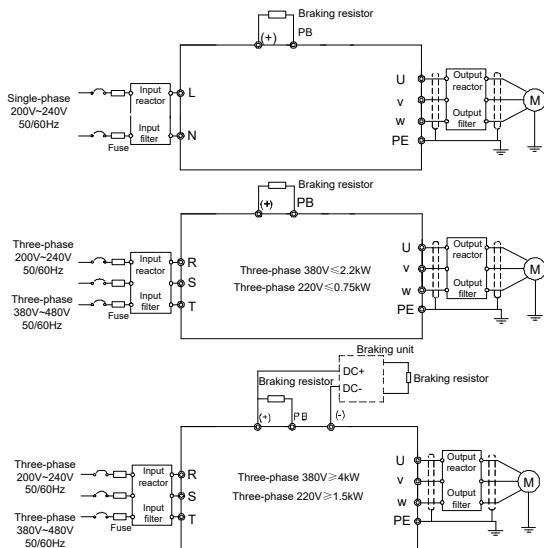 Braking resistor
(+)
PB
Single-phase
200V~240V
50/60Hz
Fuse
Input
reactor
Input
filter
L
N
U
v
w
PE
Output
reactor
Output
filter
M
Braking resistor
(+)
PB
Three-phase
200V~240V
50/60Hz
Three-phase
380V~480V
50/60Hz
Fuse
Input
reactor
Input
filter
R
S
T
Three-phase 380V≤2.2kW
Three-phase 220V≤0.75kW
U
v
w
PE
Output
reactor
Output
filter
M
Braking unit
DC+
DC-
Braking resistor
Braking resistor
(+)
PB
(-)
Three-phase
200V~240V
50/60Hz
Three-phase
380V~480V
50/60Hz
Fuse
Input
reactor
Input
filter
R
S
T
Three-phase 380V≥4kW
Three-phase 220V≥1.5kW
U
v
w
PE
Output
reactor
Output
filter
M